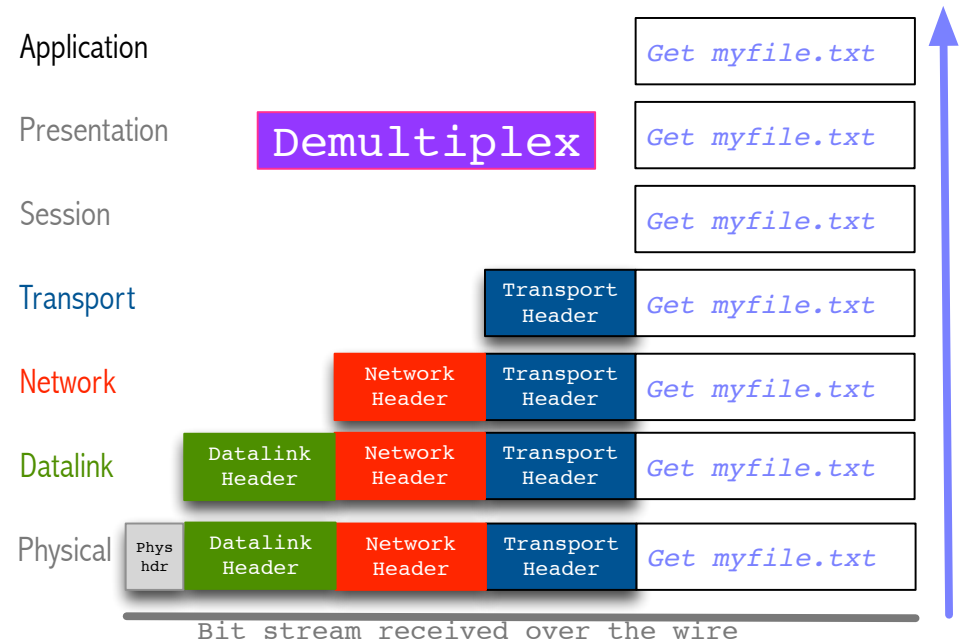 Application
Get myfile.txt
Presentation
Demultiplex
Get myfile.txt
Session
Get myfile.txt
Transport
Transport
Header
Get myfile.txt
Network
Network
Header
Transport
Header
Get myfile.txt
Datalink
Datalink
Header
Network
Header
Transport
Header
Get myfile.txt
Physical
Phys
hdr
Datalink
Header
Network
Header
Transport
Header
Get myfile.txt
Bit stream received over the wire